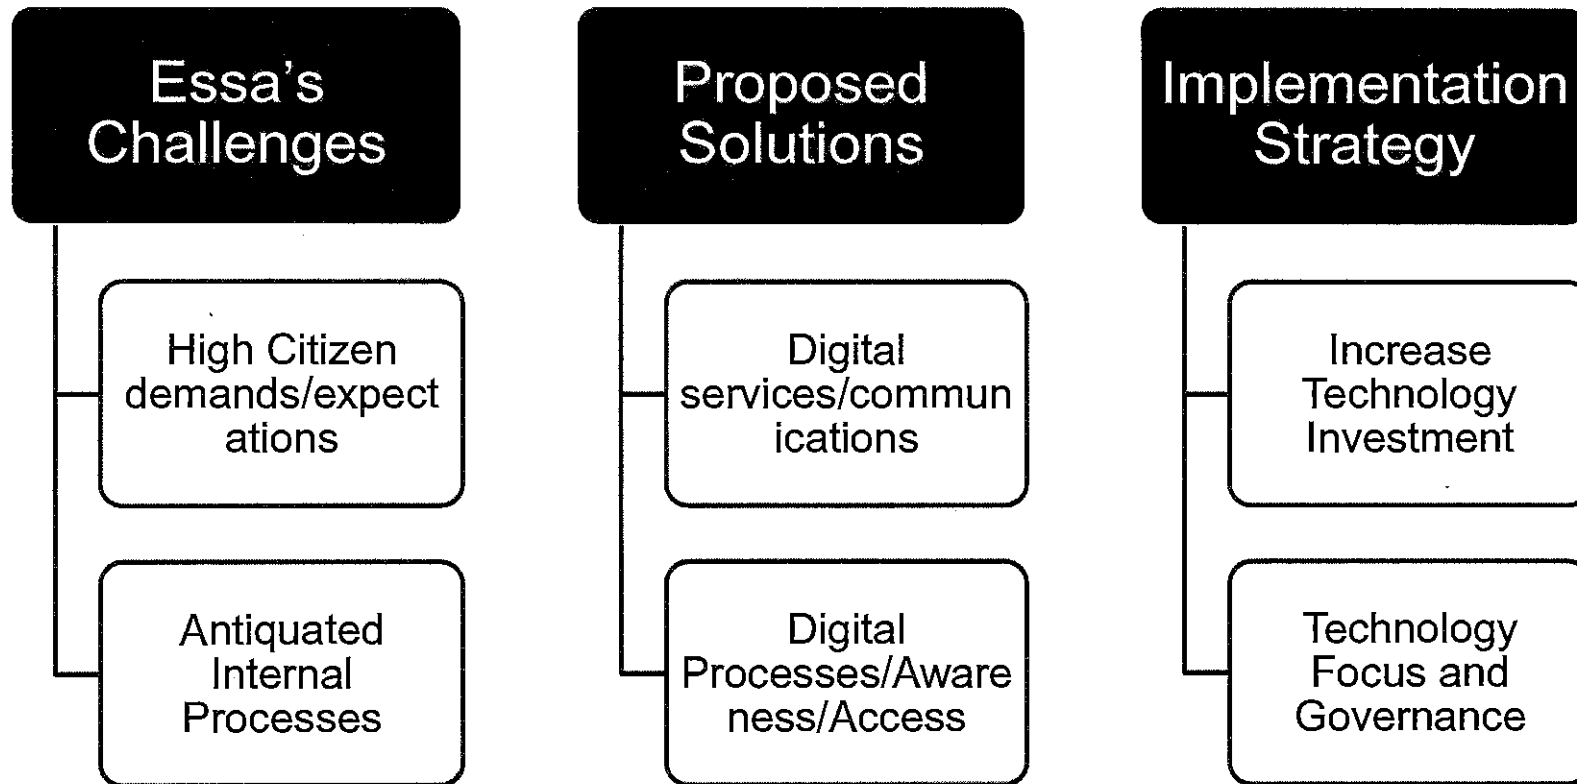 Essa's
Challenges
High Citizen
demands/expect
ations
Antiquated
Internal
Processes
Proposed
Solutions
Digital
services/commun
ications
Digital
Processes/Aware
ness/Access
Implementation
Strategy
Increase
Technology
Investment
Technology
Focus and
Governance